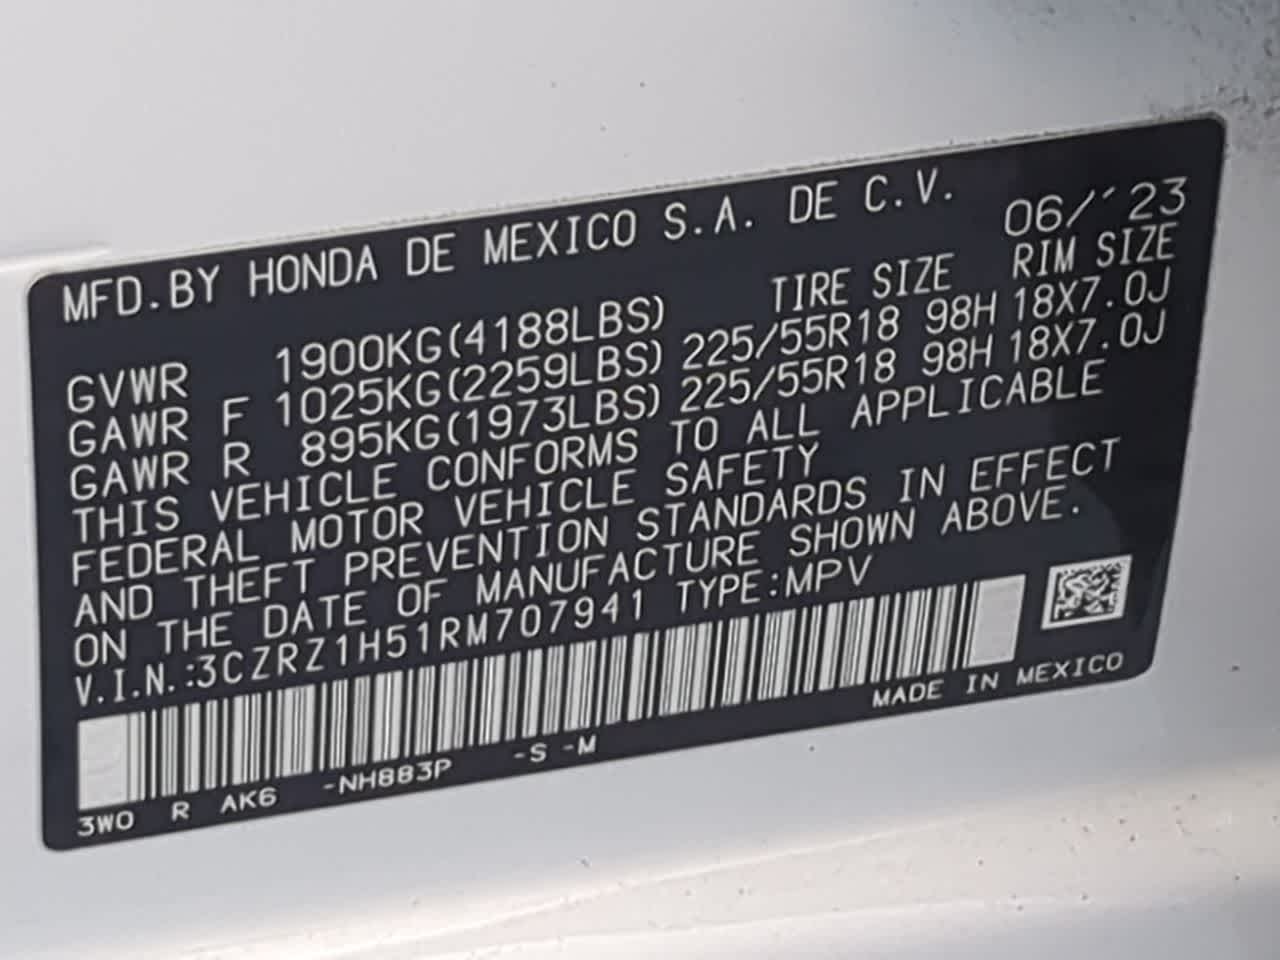 MFD.BY HONDA DE MEXICO S.A. DE C.V. 06/'23
TIRE SIZE RIM SIZE
GVWR 1900KG(4188LBS)
GAWR F 1025KG(2259LBS) 225/55R18 98H 18X7.0J
GAWR R 895KG(1973LBS) 225/55R18 98H 18X7.0J
THIS VEHICLE CONFORMS TO ALL APPLICABLE
FEDERAL MOTOR VEHICLE SAFETY
AND THEFT PREVENTION STANDARDS IN EFFECT
ON THE DATE OF MANUFACTURE SHOWN ABOVE.
V.I.N.:3CZRZ1H51RM707941 TYPE:MPV
MADE IN MEXICO
3W0 R AK6 -NH883P -S -M